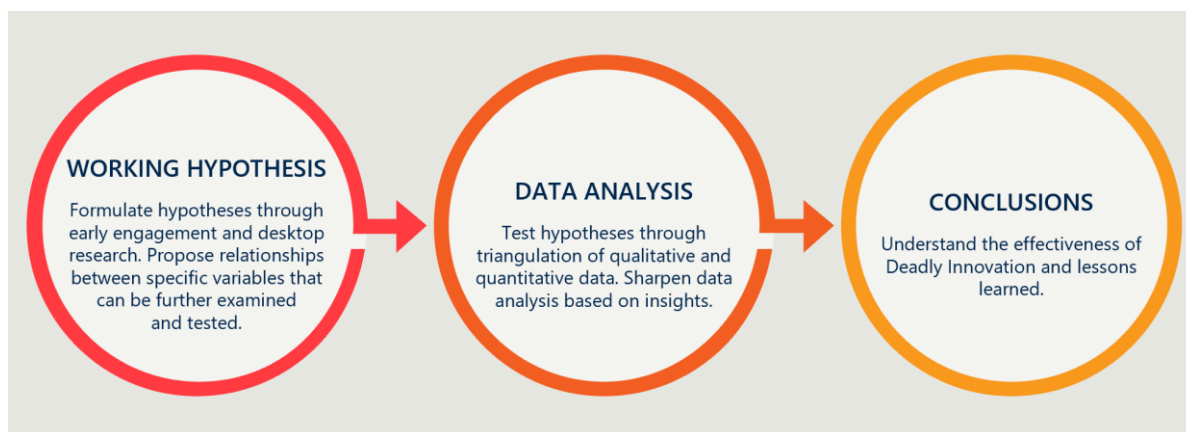 WORKING HYPOTHESIS
Formulate hypotheses through
early engagement and desktop
research. Propose relationships
between specific variables that
can be further examined
and tested.
DATA ANALYSIS
Test hypotheses through
triangulation of qualitative and
quantitative data. Sharpen data
analysis based on insights.
CONCLUSIONS
Understand the effectiveness of
Deadly Innovation and lessons
learned.